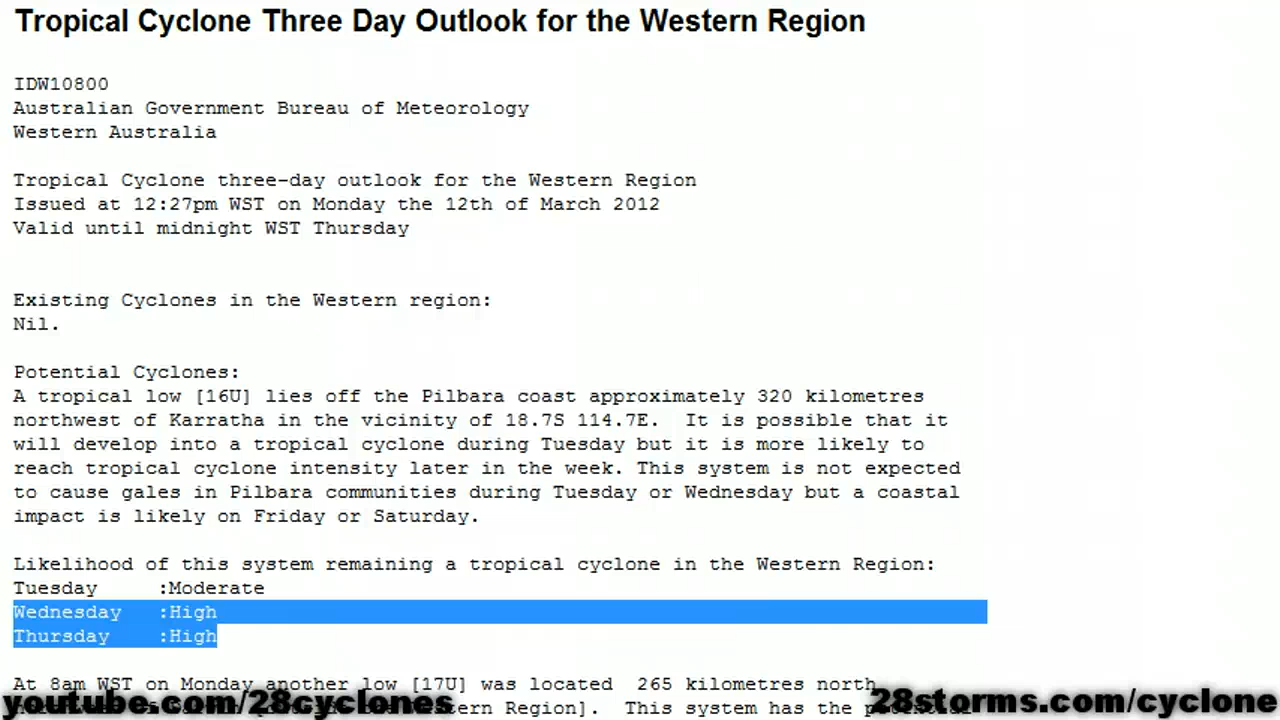 Tropical Cyclone Three Day Outlook for the Western Region
IDW10800
Australian Government Bureau of Meteorology
Western Australia
Tropical Cyclone three-day outlook for the Western Region
Issued at 12:27pm WST on Monday the 12th of March 2012
Valid until midnight WST Thursday
Existing Cyclones in the Western region:
Nil.
Potential Cyclones:
A tropical low [16U] lies off the Pilbara coast approximately 320 kilometres
northwest of Karratha in the vicinity of 18.7S 114.7E.  It is possible that it
will develop into a tropical cyclone during Tuesday but it is more likely to
reach tropical cyclone intensity later in the week. This system is not expected
to cause gales in Pilbara communities during Tuesday or Wednesday but a coastal
impact is likely on Friday or Saturday.
Likelihood of this system remaining a tropical cyclone in the Western Region:
Tuesday     :Moderate
Wednesday   :High
Thursday    :High
At 8am WST on Monday another low [17U] was located  265 kilometres north
Region].  This system has the
youtube.com/28cyclones
28storms.com/cyclone